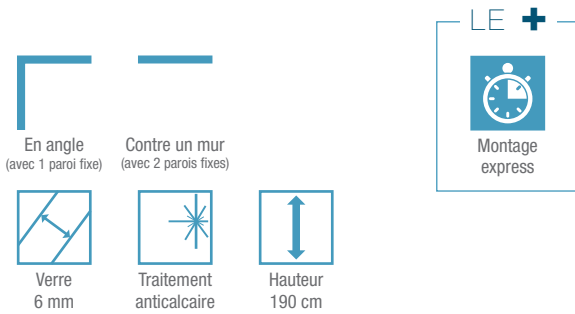 LE +
En angle
(avec 1 paroi fixe)
Contre un mur
(avec 2 parois fixes)
Montage
express
Verre
6 mm
Traitement
anticalcaire
Hauteur
190 cm